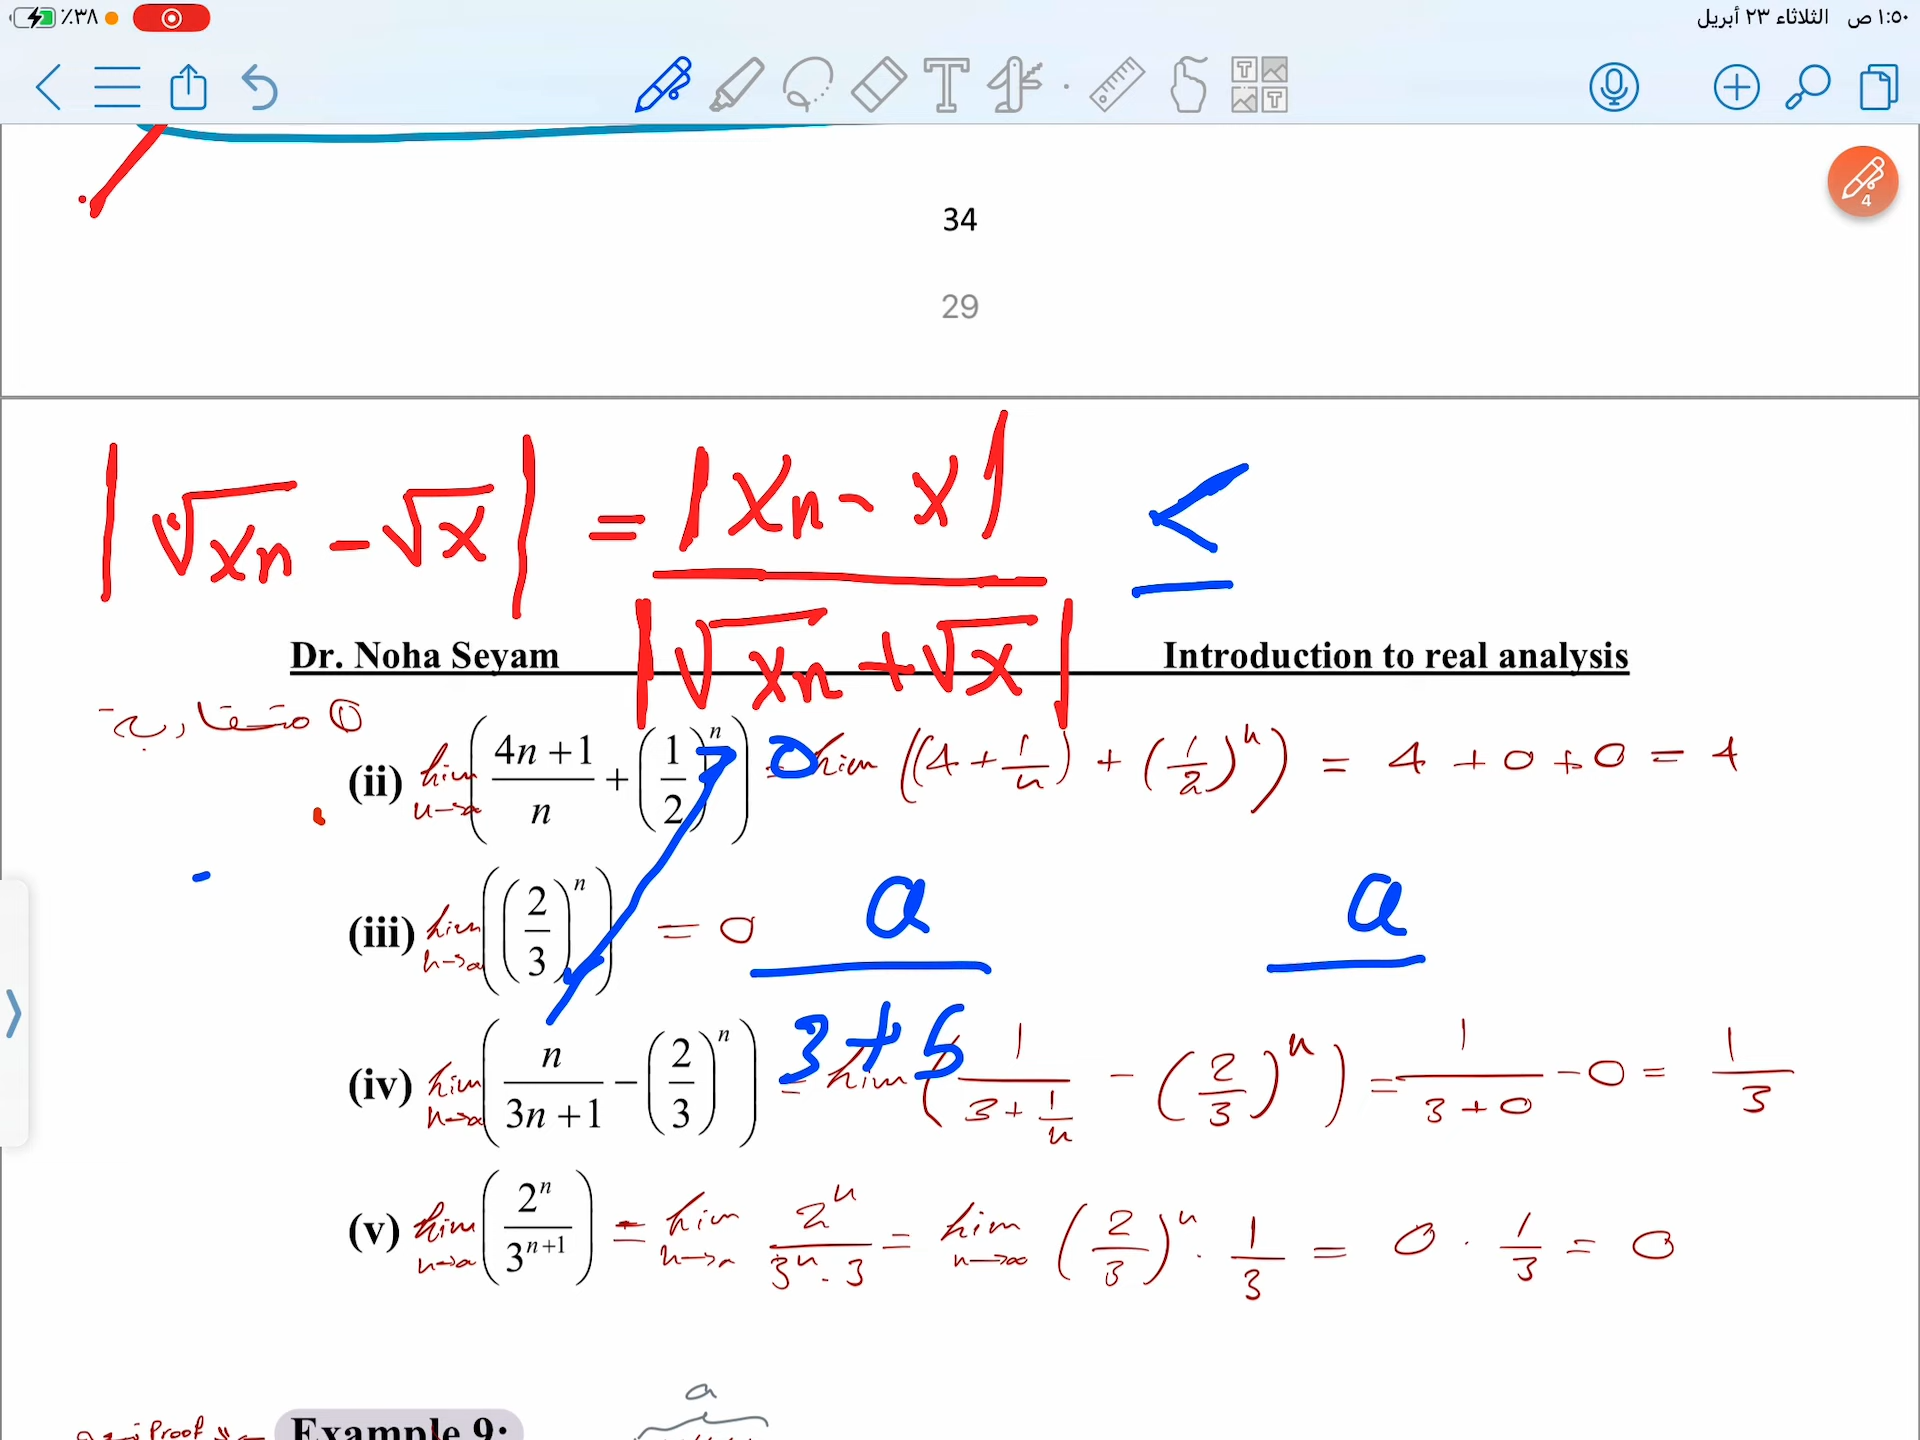 ٪٣٨
١:٥٠ ص الثلاثاء ٢٣ أبريل
4
34
29
|√xn - √x| = |xn - x| / |√xn + √x| ≤
Dr. Noha Seyam Introduction to real analysis
① متقاربة
(ii) lim n→∞ ((4n+1)/n + (1/2)^n) = lim ((4 + 1/n) + (1/2)^n) = 4 + 0 + 0 = 4
0
(iii) lim n→∞ ((2/3)^n) = 0
a
a
3 + 5
(iv) lim n→∞ (n/(3n+1) − (2/3)^n) = lim (1/(3 + 1/n) − (2/3)^n) = 1/(3+0) − 0 = 1/3
(v) lim n→∞ (2^n/3^(n+1)) = lim n→∞ 2^n/(3^n . 3) = lim n→∞ (2/3)^n . 1/3 = 0 . 1/3 = 0
a
Proof
Example 9: